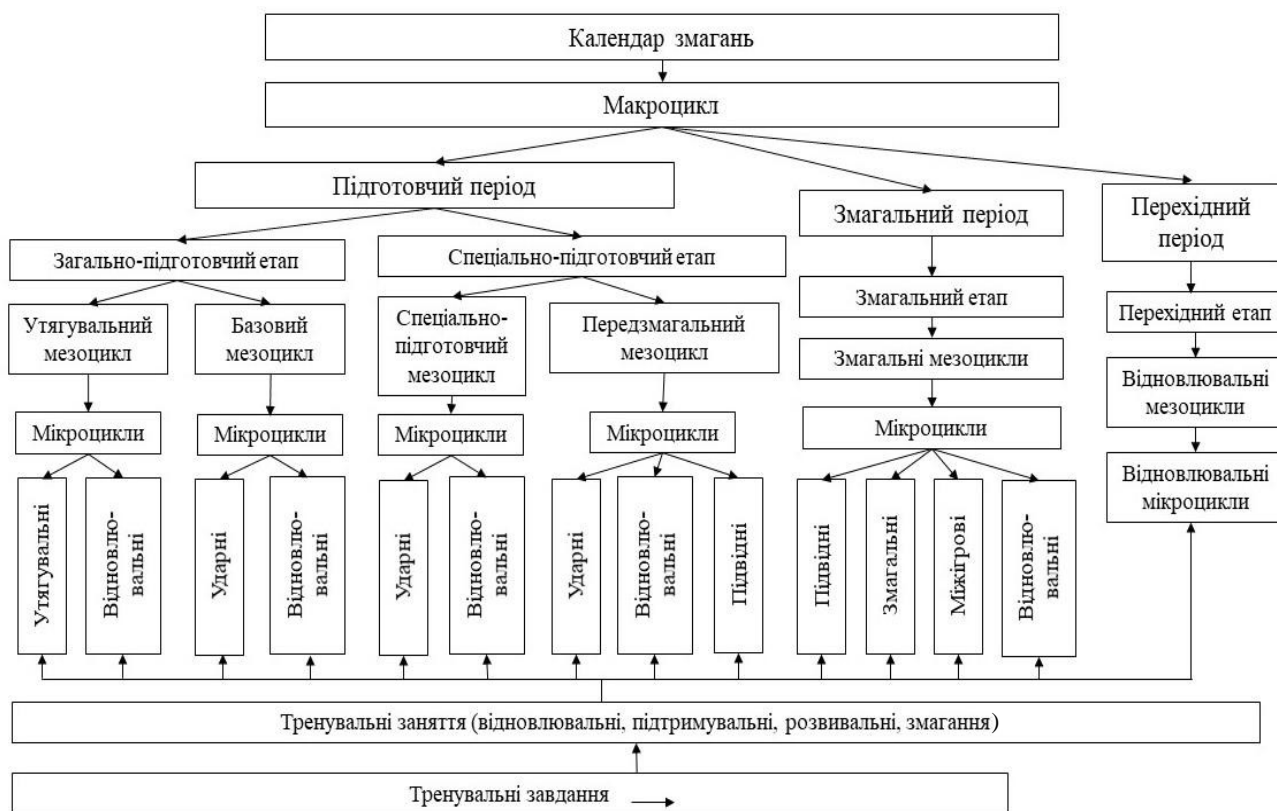 Календар змагань
Макроцикл
Підготовчий період
Змагальний період
Перехідний
період
Загально-підготовчий етап
Спеціально-підготовчий етап
Змагальний етап
Перехідний етап
Утягувальний
мезоцикл
Базовий
мезоцикл
Спеціально-
підготовчий
мезоцикл
Передзмагальний
мезоцикл
Змагальні мезоцикли
Відновлювальні
мезоцикли
Мікроцикли
Мікроцикли
Мікроцикли
Мікроцикли
Мікроцикли
Відновлювальні
мікроцикли
Утягувальні
Відновлю-
вальні
Ударні
Відновлю-
вальні
Ударні
Відновлю-
вальні
Ударні
Відновлю-
вальні
Підвідні
Підвідні
Змагальні
Міжігрові
Відновлю-
вальні
Тренувальні заняття (відновлювальні, підтримувальні, розвивальні, змагання)
Тренувальні завдання